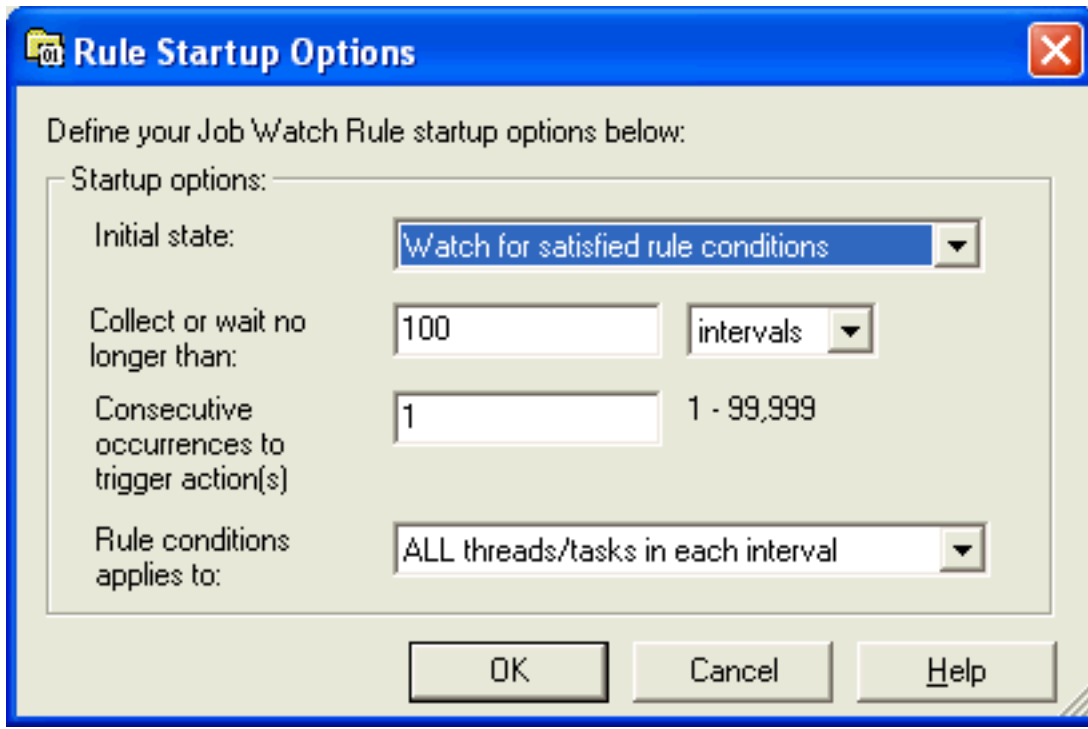 Rule Startup Options
Define your Job Watch Rule startup options below:
Startup options:
Initial state:
Watch for satisfied rule conditions
Collect or wait no
longer than:
100
intervals
Consecutive
occurrences to
trigger action(s)
1
1 - 99,999
Rule conditions
applies to:
ALL threads/tasks in each interval
OK
Cancel
Help